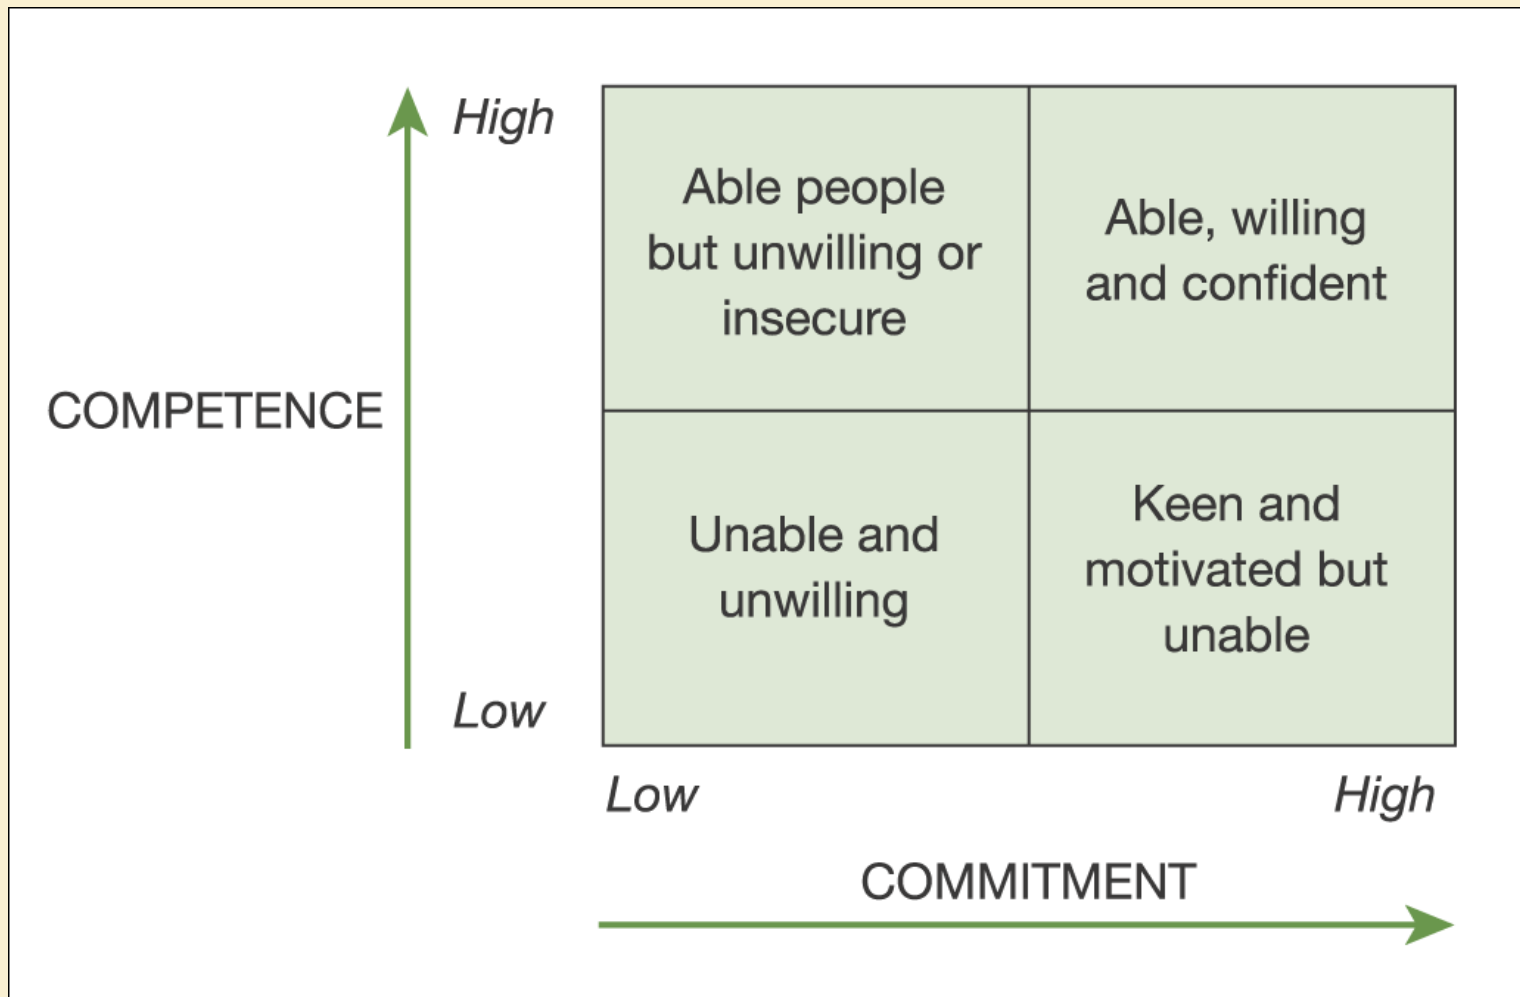 High
Able people
but unwilling or
insecure
Able, willing
and confident
COMPETENCE
Unable and
unwilling
Keen and
motivated but
unable
Low
Low
High
COMMITMENT